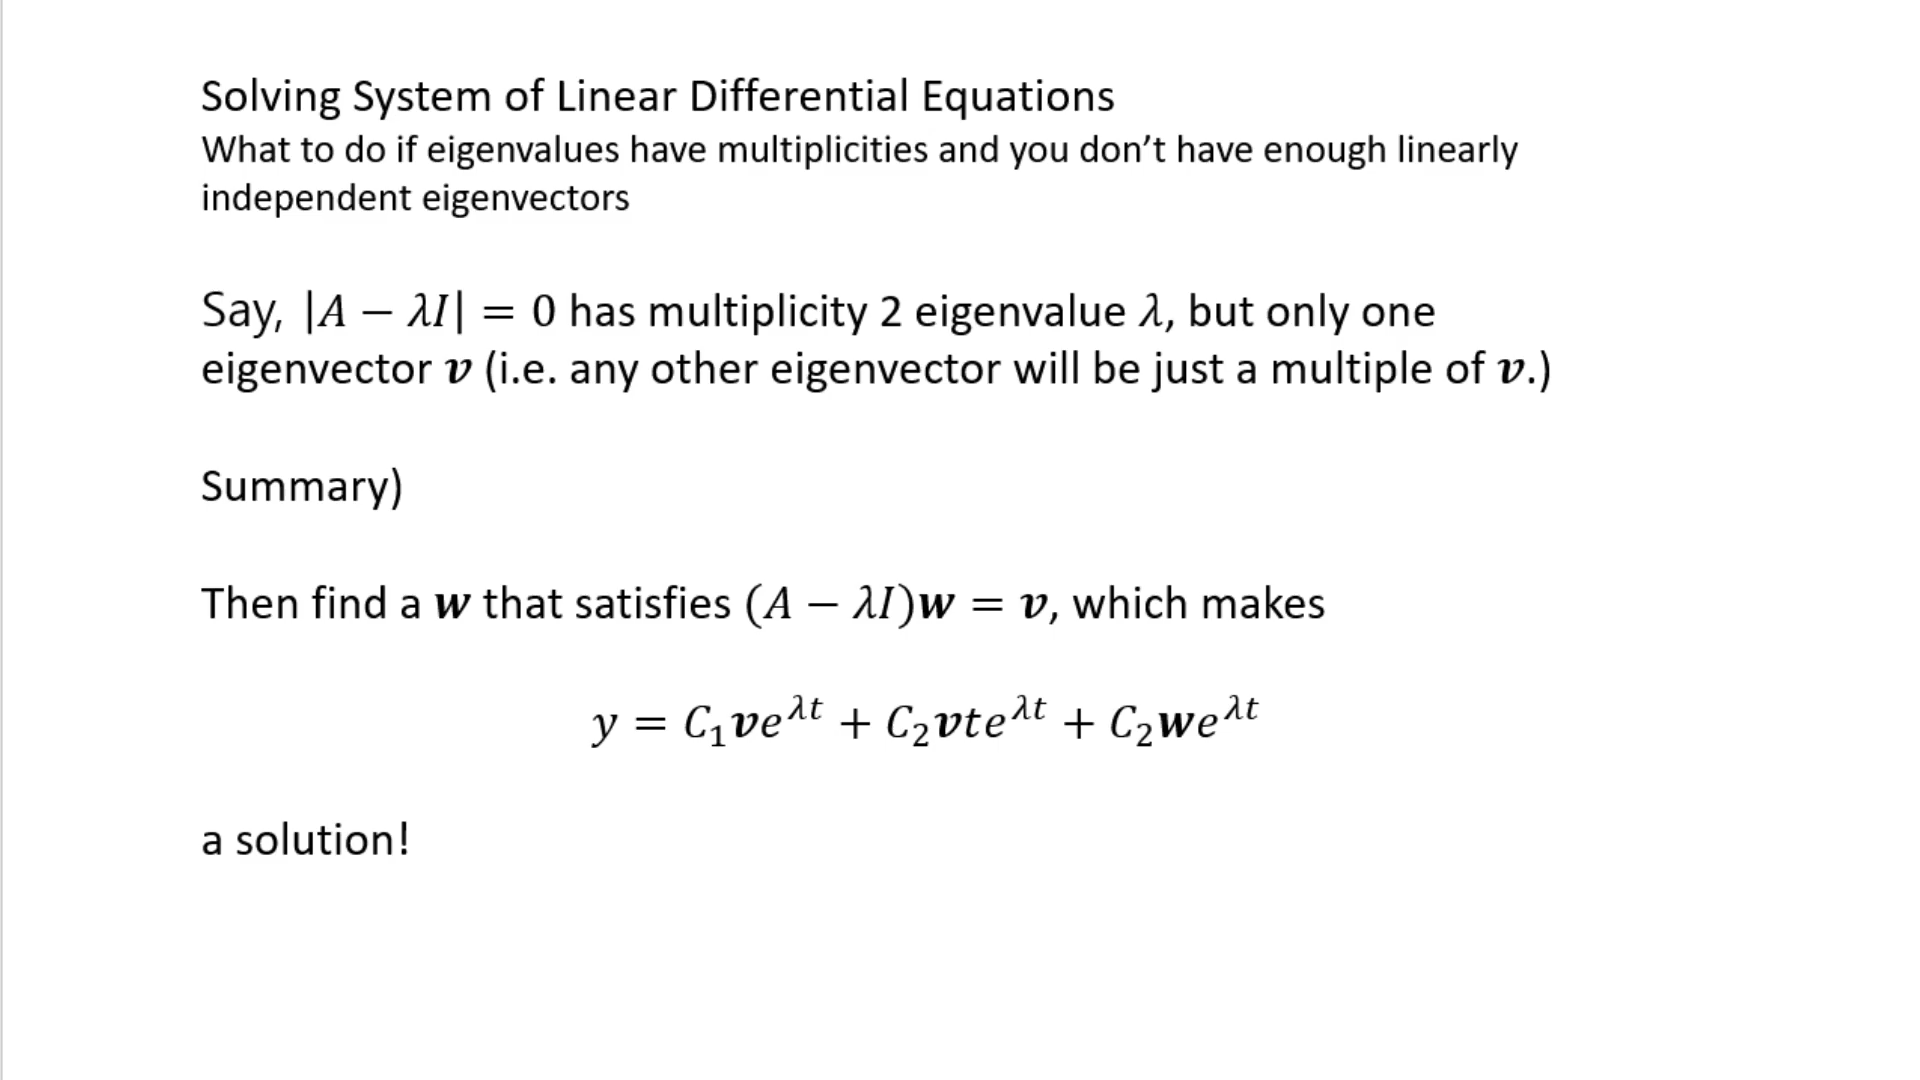 Solving System of Linear Differential Equations
What to do if eigenvalues have multiplicities and you don’t have enough linearly
independent eigenvectors
Say, |A − λI| = 0 has multiplicity 2 eigenvalue λ, but only one
eigenvector v (i.e. any other eigenvector will be just a multiple of v.)
Summary)
Then find a w that satisfies (A − λI)w = v, which makes
y = C₁ve^{λt} + C₂vte^{λt} + C₂we^{λt}
a solution!